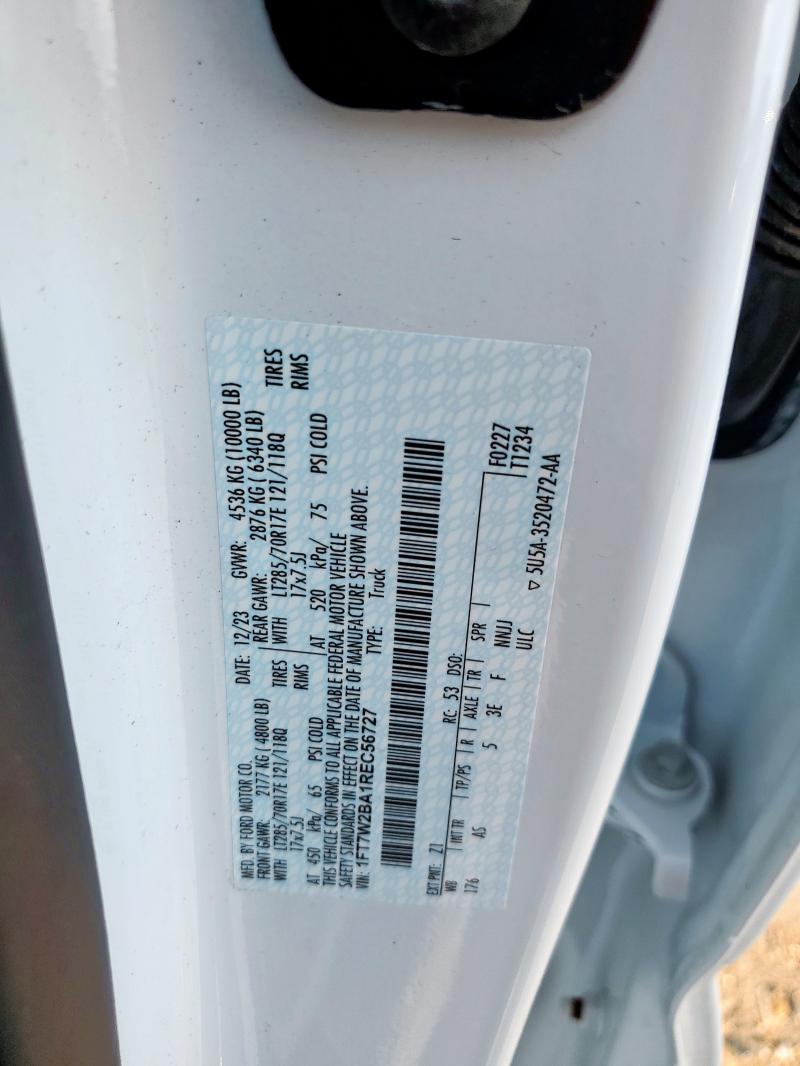 MFD. BY FORD MOTOR CO. DATE: 12/23 GVWR: 4536 KG (10000 LB)
FRONT GAWR: 2177 KG (4800 LB) REAR GAWR: 2876 KG ( 6340 LB)
WITH LT285/70R17E 121/118Q TIRES WITH LT285/70R17E 121/118Q TIRES
17x7.5J RIMS 17x7.5J RIMS
AT 450 kPa/ 65 PSI COLD AT 520 kPa/ 75 PSI COLD
THIS VEHICLE CONFORMS TO ALL APPLICABLE FEDERAL MOTOR VEHICLE
SAFETY STANDARDS IN EFFECT ON THE DATE OF MANUFACTURE SHOWN ABOVE.
VIN: 1FT7W2BA1REC56727 TYPE: Truck
EXT PNT: Z1 RC: 53 DSO:
WB INT TR TP/PS R AXLE TR SPR F0227
176 AS 5 3E F NNJJ T1234
ULC
▽ 5U5A-3520472-AA